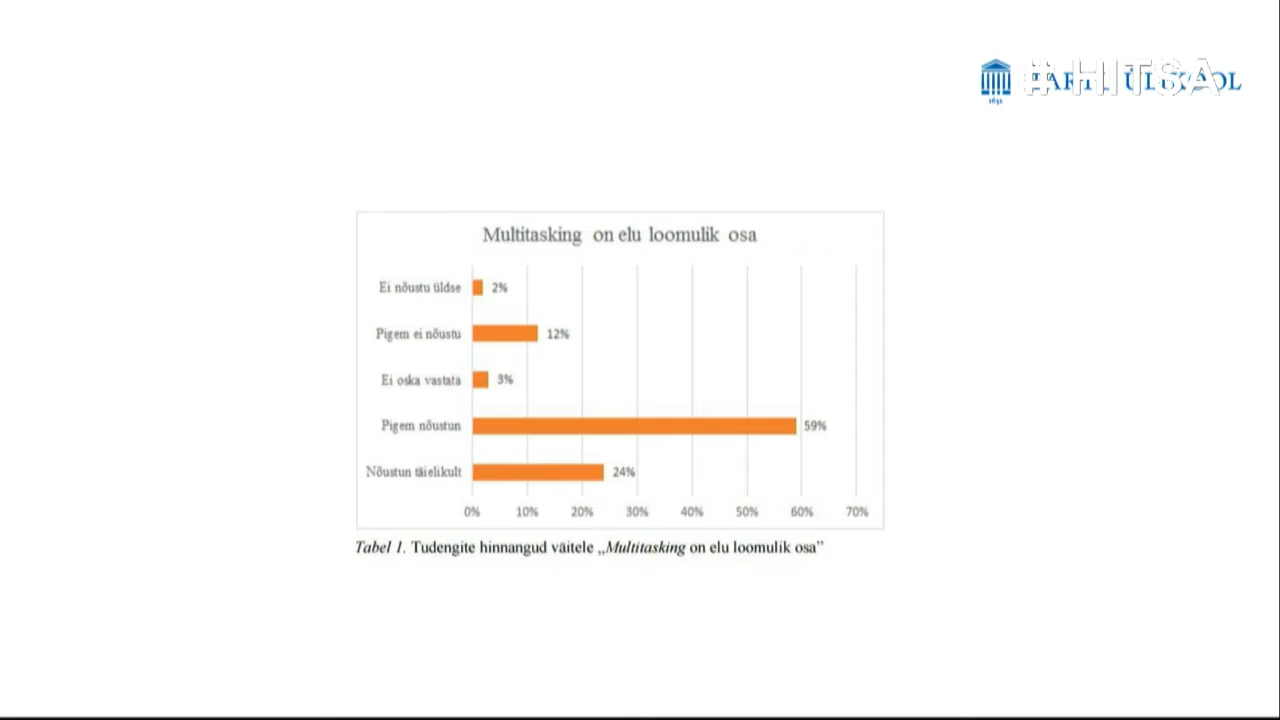 # HITSA
1632
Multitasking on elu loomulik osa
Ei nõustu üldse 2%
Pigem ei nõustu 12%
Ei oska vastata 3%
Pigem nõustun 59%
Nõustun täielikult 24%
0% 10% 20% 30% 40% 50% 60% 70%
Tabel 1. Tudengite hinnangud väitele „Multitasking on elu loomulik osa”